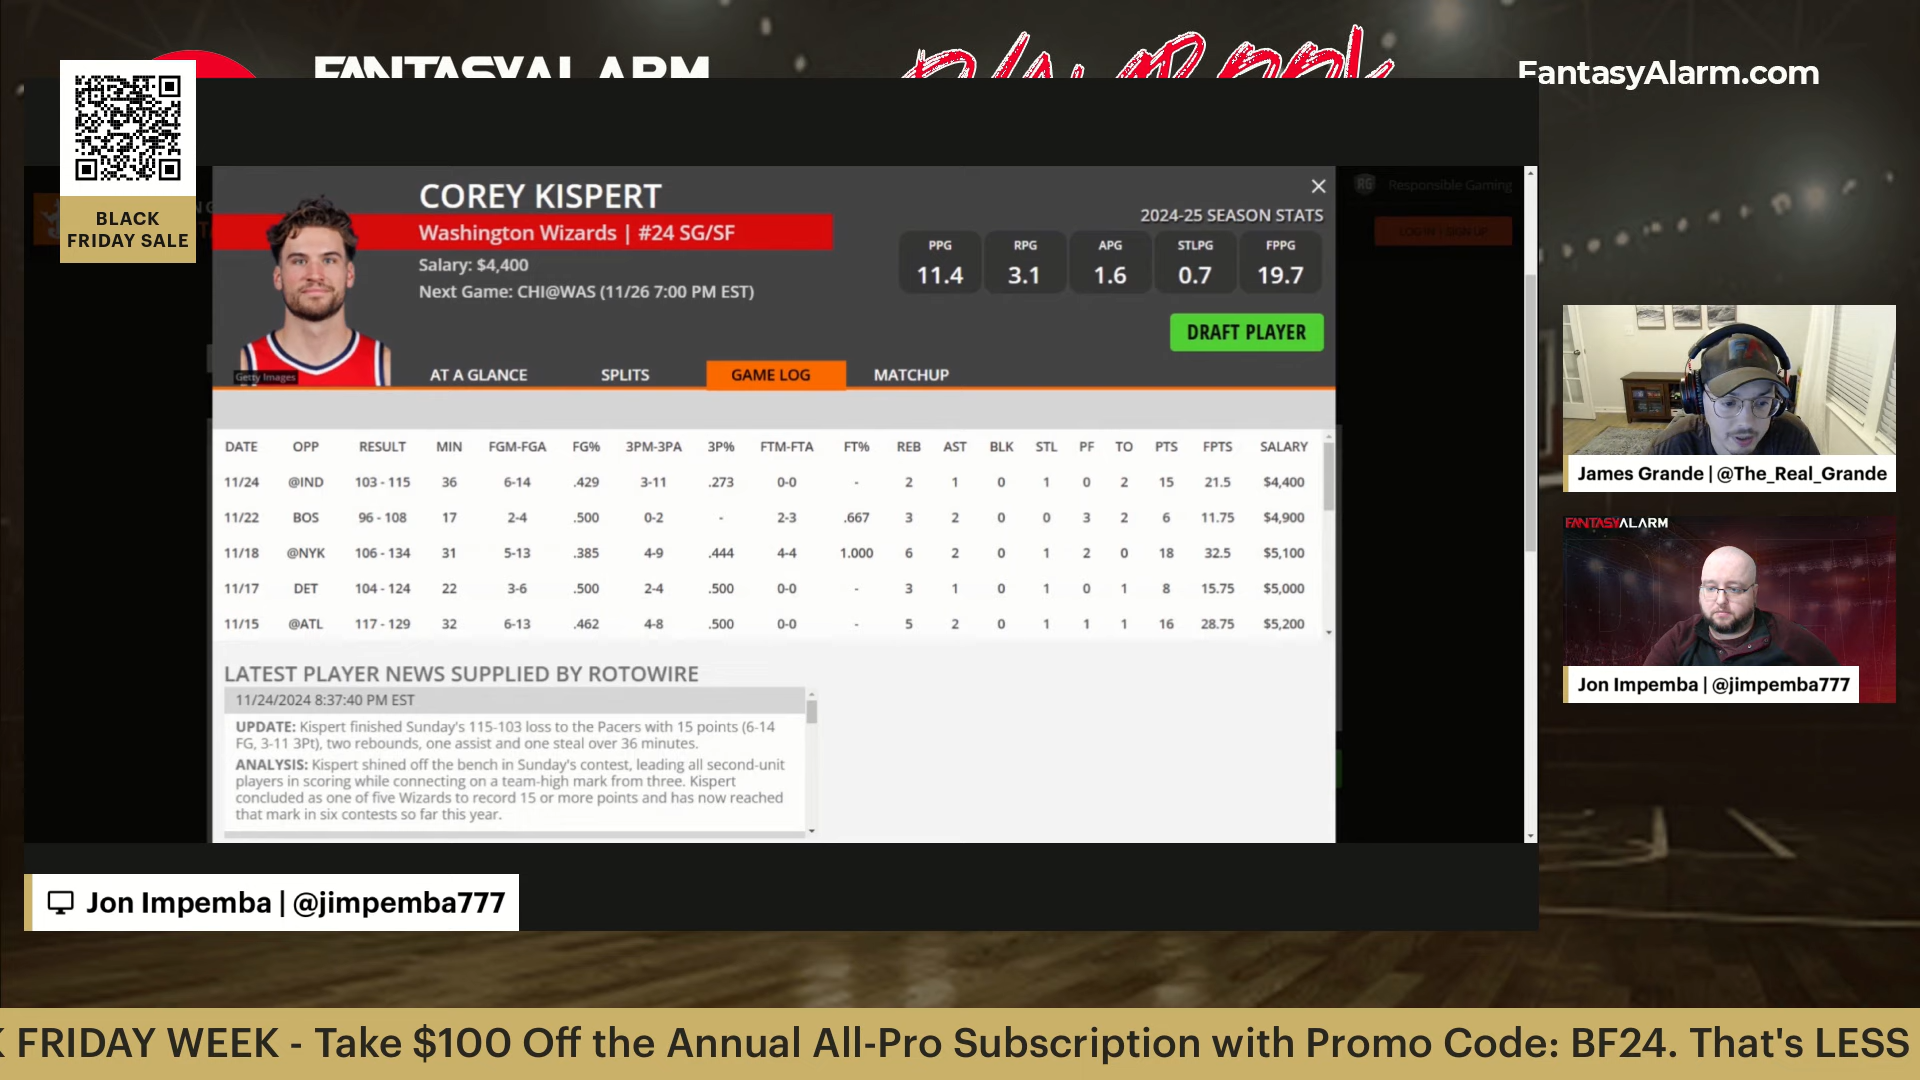 FANTASYALARM
FantasyAlarm.com
BLACK
FRIDAY SALE
COREY KISPERT
Washington Wizards | #24 SG/SF
Salary: $4,400
Next Game: CHI@WAS (11/26 7:00 PM EST)
Getty Images
2024-25 SEASON STATS
PPG RPG APG STLPG FPPG
11.4 3.1 1.6 0.7 19.7
DRAFT PLAYER
AT A GLANCE SPLITS GAME LOG MATCHUP
RG Responsible Gaming
LOG IN / SIGN UP
DATE OPP RESULT MIN FGM-FGA FG% 3PM-3PA 3P% FTM-FTA FT% REB AST BLK STL PF TO PTS FPTS SALARY
11/24 @IND 103 - 115 36 6-14 .429 3-11 .273 0-0 - 2 1 0 1 0 2 15 21.5 $4,400
11/22 BOS 96 - 108 17 2-4 .500 0-2 - 2-3 .667 3 2 0 0 3 2 6 11.75 $4,900
11/18 @NYK 106 - 134 31 5-13 .385 4-9 .444 4-4 1.000 6 2 0 1 2 0 18 32.5 $5,100
11/17 DET 104 - 124 22 3-6 .500 2-4 .500 0-0 - 3 1 0 1 0 1 8 15.75 $5,000
11/15 @ATL 117 - 129 32 6-13 .462 4-8 .500 0-0 - 5 2 0 1 1 1 16 28.75 $5,200
LATEST PLAYER NEWS SUPPLIED BY ROTOWIRE
11/24/2024 8:37:40 PM EST
UPDATE: Kispert finished Sunday's 115-103 loss to the Pacers with 15 points (6-14
FG, 3-11 3Pt), two rebounds, one assist and one steal over 36 minutes.
ANALYSIS: Kispert shined off the bench in Sunday's contest, leading all second-unit
players in scoring while connecting on a team-high mark from three. Kispert
concluded as one of five Wizards to record 15 or more points and has now reached
that mark in six contests so far this year.
James Grande | @The_Real_Grande
FANTASYALARM
Jon Impemba | @jimpemba777
Jon Impemba | @jimpemba777
FRIDAY WEEK - Take $100 Off the Annual All-Pro Subscription with Promo Code: BF24. That's LESS